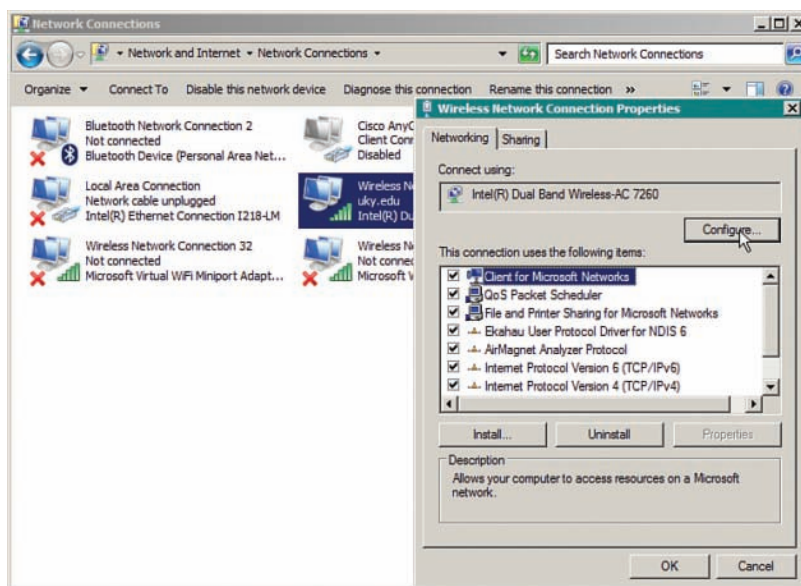 Network Connections
Network and Internet Network Connections
Search Network Connections
Organize Connect To Disable this network device Diagnose this connection Rename this connection »
Bluetooth Network Connection 2
Not connected
Bluetooth Device (Personal Area Net...
Cisco AnyC
Client Conr
Disabled
Local Area Connection
Network cable unplugged
Intel(R) Ethernet Connection I218-LM
Wireless N
uky.edu
Intel(R) Du
Wireless Network Connection 32
Not connected
Microsoft Virtual WiFi Miniport Adapt...
Wireless N
Not connec
Microsoft V
Wireless Network Connection Properties
Networking Sharing
Connect using:
Intel(R) Dual Band Wireless-AC 7260
Configure...
This connection uses the following items:
Client for Microsoft Networks
QoS Packet Scheduler
File and Printer Sharing for Microsoft Networks
Ekahau User Protocol Driver for NDIS 6
AirMagnet Analyzer Protocol
Internet Protocol Version 6 (TCP/IPv6)
Internet Protocol Version 4 (TCP/IPv4)
Install... Uninstall Properties
Description
Allows your computer to access resources on a Microsoft
network.
OK Cancel